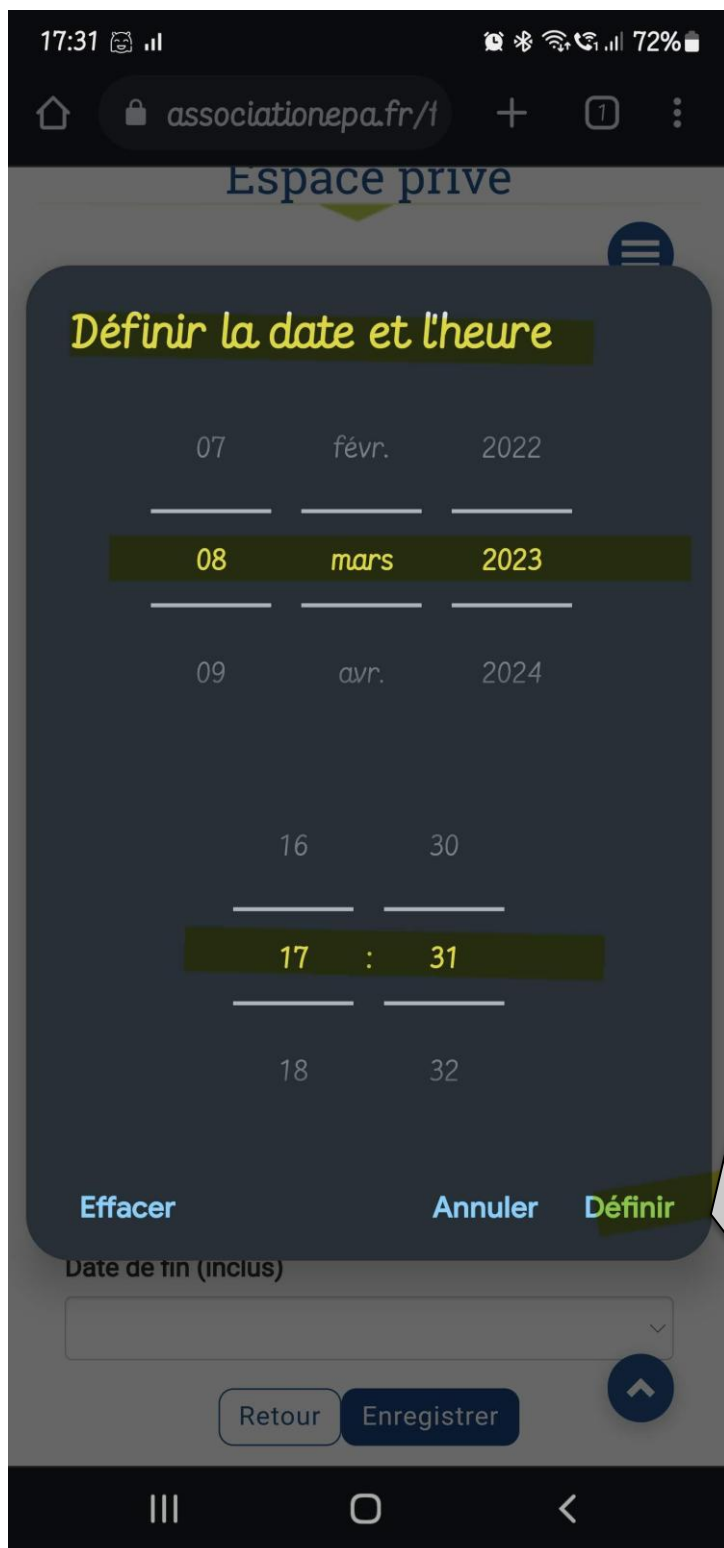 17:31 72%
associationepa.fr/1 1
Espace privé
Définir la date et l'heure
07 févr. 2022
08 mars 2023
09 avr. 2024
16 30
17 : 31
18 32
Effacer Annuler Définir
Date de fin (inclus)
Retour Enregistrer